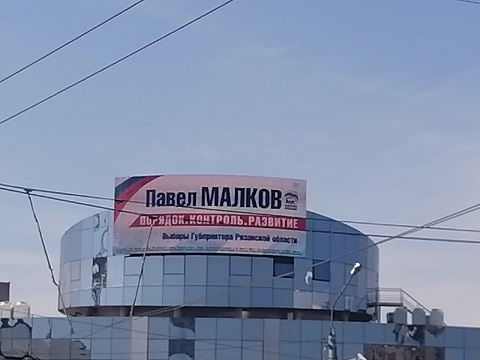 Павел МАЛКОВ
ПОРЯДОК. КОНТРОЛЬ. РАЗВИТИЕ
Выборы Губернатора Рязанской области